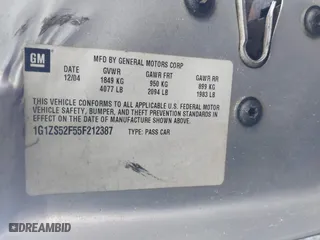 GM
MFD BY GENERAL MOTORS CORP
DATE GVWR GAWR FRT GAWR RR
12/04 1849 KG 950 KG 899 KG
4077 LB 2094 LB 1983 LB
THIS VEHICLE CONFORMS TO ALL APPLICABLE U.S. FEDERAL
MOTOR VEHICLE SAFETY, BUMPER, AND THEFT PREVENTION
STANDARDS IN EFFECT ON THE DATE OF MANUFACTURE
SHOWN ABOVE.
1G1ZS52F55F212387 TYPE: PASS CAR
AUTOHELPERBOT.COM